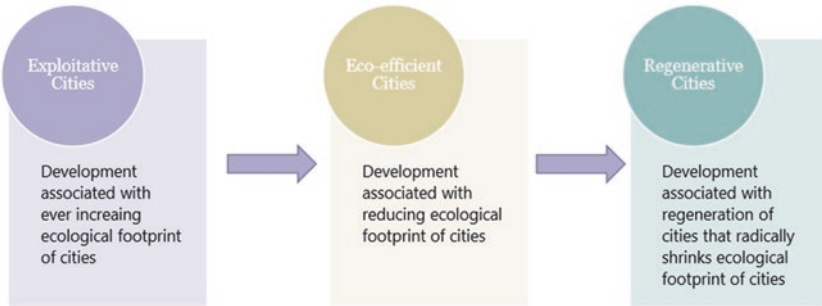 Exploitative
Cities
Development
associated with
ever increaing
ecological footprint
of cities
Eco-efficient
Cities
Development
associated with
reducing ecological
footprint of cities
Regenerative
Cities
Development
associated with
regeneration of
cities that radically
shrinks ecological
footprint of cities